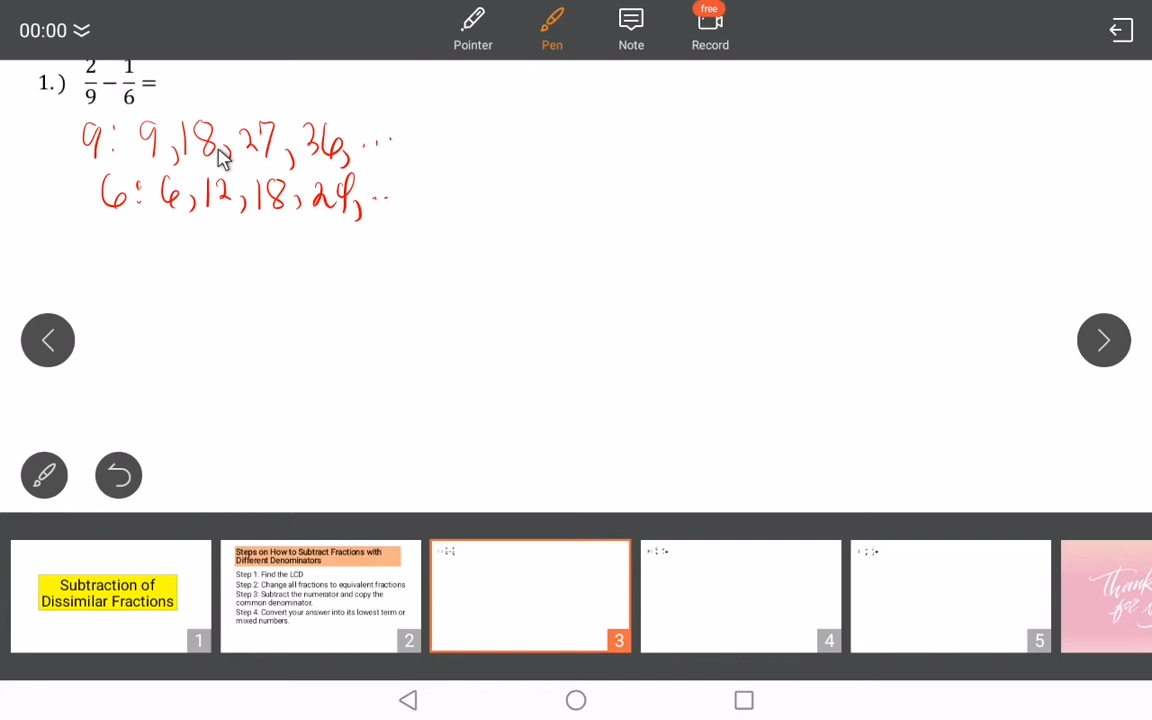 00:00
Pointer
Pen
Note
free
Record
1.) 2/9 − 1/6 =
9: 9, 18, 27, 36, ...
6: 6, 12, 18, 24, ...
Subtraction of
Dissimilar Fractions
1
Steps on How to Subtract Fractions with
Different Denominators
Step 1: Find the LCD
Step 2: Change all fractions to equivalent fractions
Step 3: Subtract the numerator and copy the
common denominator.
Step 4: Convert your answer into its lowest term or
mixed numbers.
2
3
4
5